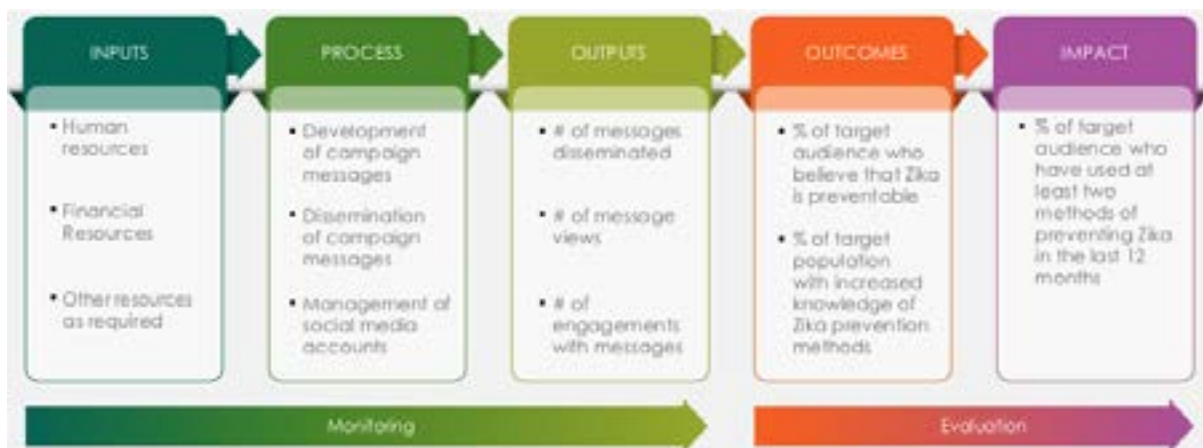 INPUTS
PROCESS
OUTPUTS
OUTCOMES
IMPACT
▪ Human
resources
▪ Financial
Resources
▪ Other resources
as required
▪ Development
of campaign
messages
▪ Dissemination
of campaign
messages
▪ Management of
social media
accounts
▪ # of messages
disseminated
▪ # of message
views
▪ # of
engagements
with messages
▪ % of target
audience who
believe that Zika
is preventable
▪ % of target
population
with increased
knowledge of
Zika prevention
methods
▪ % of target
audience who
have used at
least two
methods of
preventing Zika
in the last 12
months
Monitoring
Evaluation